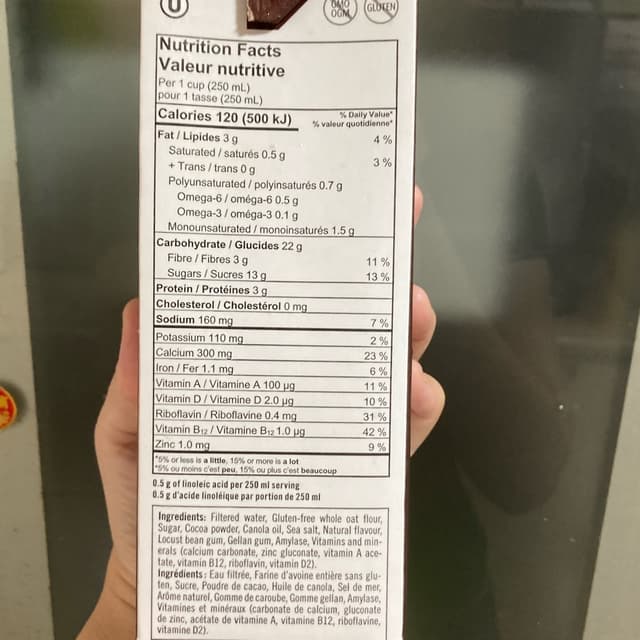 U
GMO
OGM
GLUTEN
Nutrition Facts
Valeur nutritive
Per 1 cup (250 mL)
pour 1 tasse (250 mL)
Calories 120 (500 kJ)
% Daily Value*
% valeur quotidienne*
Fat / Lipides 3 g 4 %
Saturated / saturés 0.5 g
+ Trans / trans 0 g 3 %
Polyunsaturated / polyinsaturés 0.7 g
Omega-6 / oméga-6 0.5 g
Omega-3 / oméga-3 0.1 g
Monounsaturated / monoinsaturés 1.5 g
Carbohydrate / Glucides 22 g
Fibre / Fibres 3 g 11 %
Sugars / Sucres 13 g 13 %
Protein / Protéines 3 g
Cholesterol / Cholestérol 0 mg
Sodium 160 mg 7 %
Potassium 110 mg 2 %
Calcium 300 mg 23 %
Iron / Fer 1.1 mg 6 %
Vitamin A / Vitamine A 100 µg 11 %
Vitamin D / Vitamine D 2.0 µg 10 %
Riboflavin / Riboflavine 0.4 mg 31 %
Vitamin B12 / Vitamine B12 1.0 µg 42 %
Zinc 1.0 mg 9 %
*5% or less is a little, 15% or more is a lot
*5% ou moins c'est peu, 15% ou plus c'est beaucoup
0.5 g of linoleic acid per 250 ml serving
0.5 g d'acide linoléique par portion de 250 ml
Ingredients: Filtered water, Gluten-free whole oat flour,
Sugar, Cocoa powder, Canola oil, Sea salt, Natural flavour,
Locust bean gum, Gellan gum, Amylase, Vitamins and min-
erals (calcium carbonate, zinc gluconate, vitamin A ace-
tate, vitamin B12, riboflavin, vitamin D2).
Ingrédients: Eau filtrée, Farine d'avoine entière sans glu-
ten, Sucre, Poudre de cacao, Huile de canola, Sel de mer,
Arôme naturel, Gomme de caroube, Gomme gellan, Amylase,
Vitamines et minéraux (carbonate de calcium, gluconate
de zinc, acétate de vitamine A, vitamine B12, riboflavine,
vitamine D2).